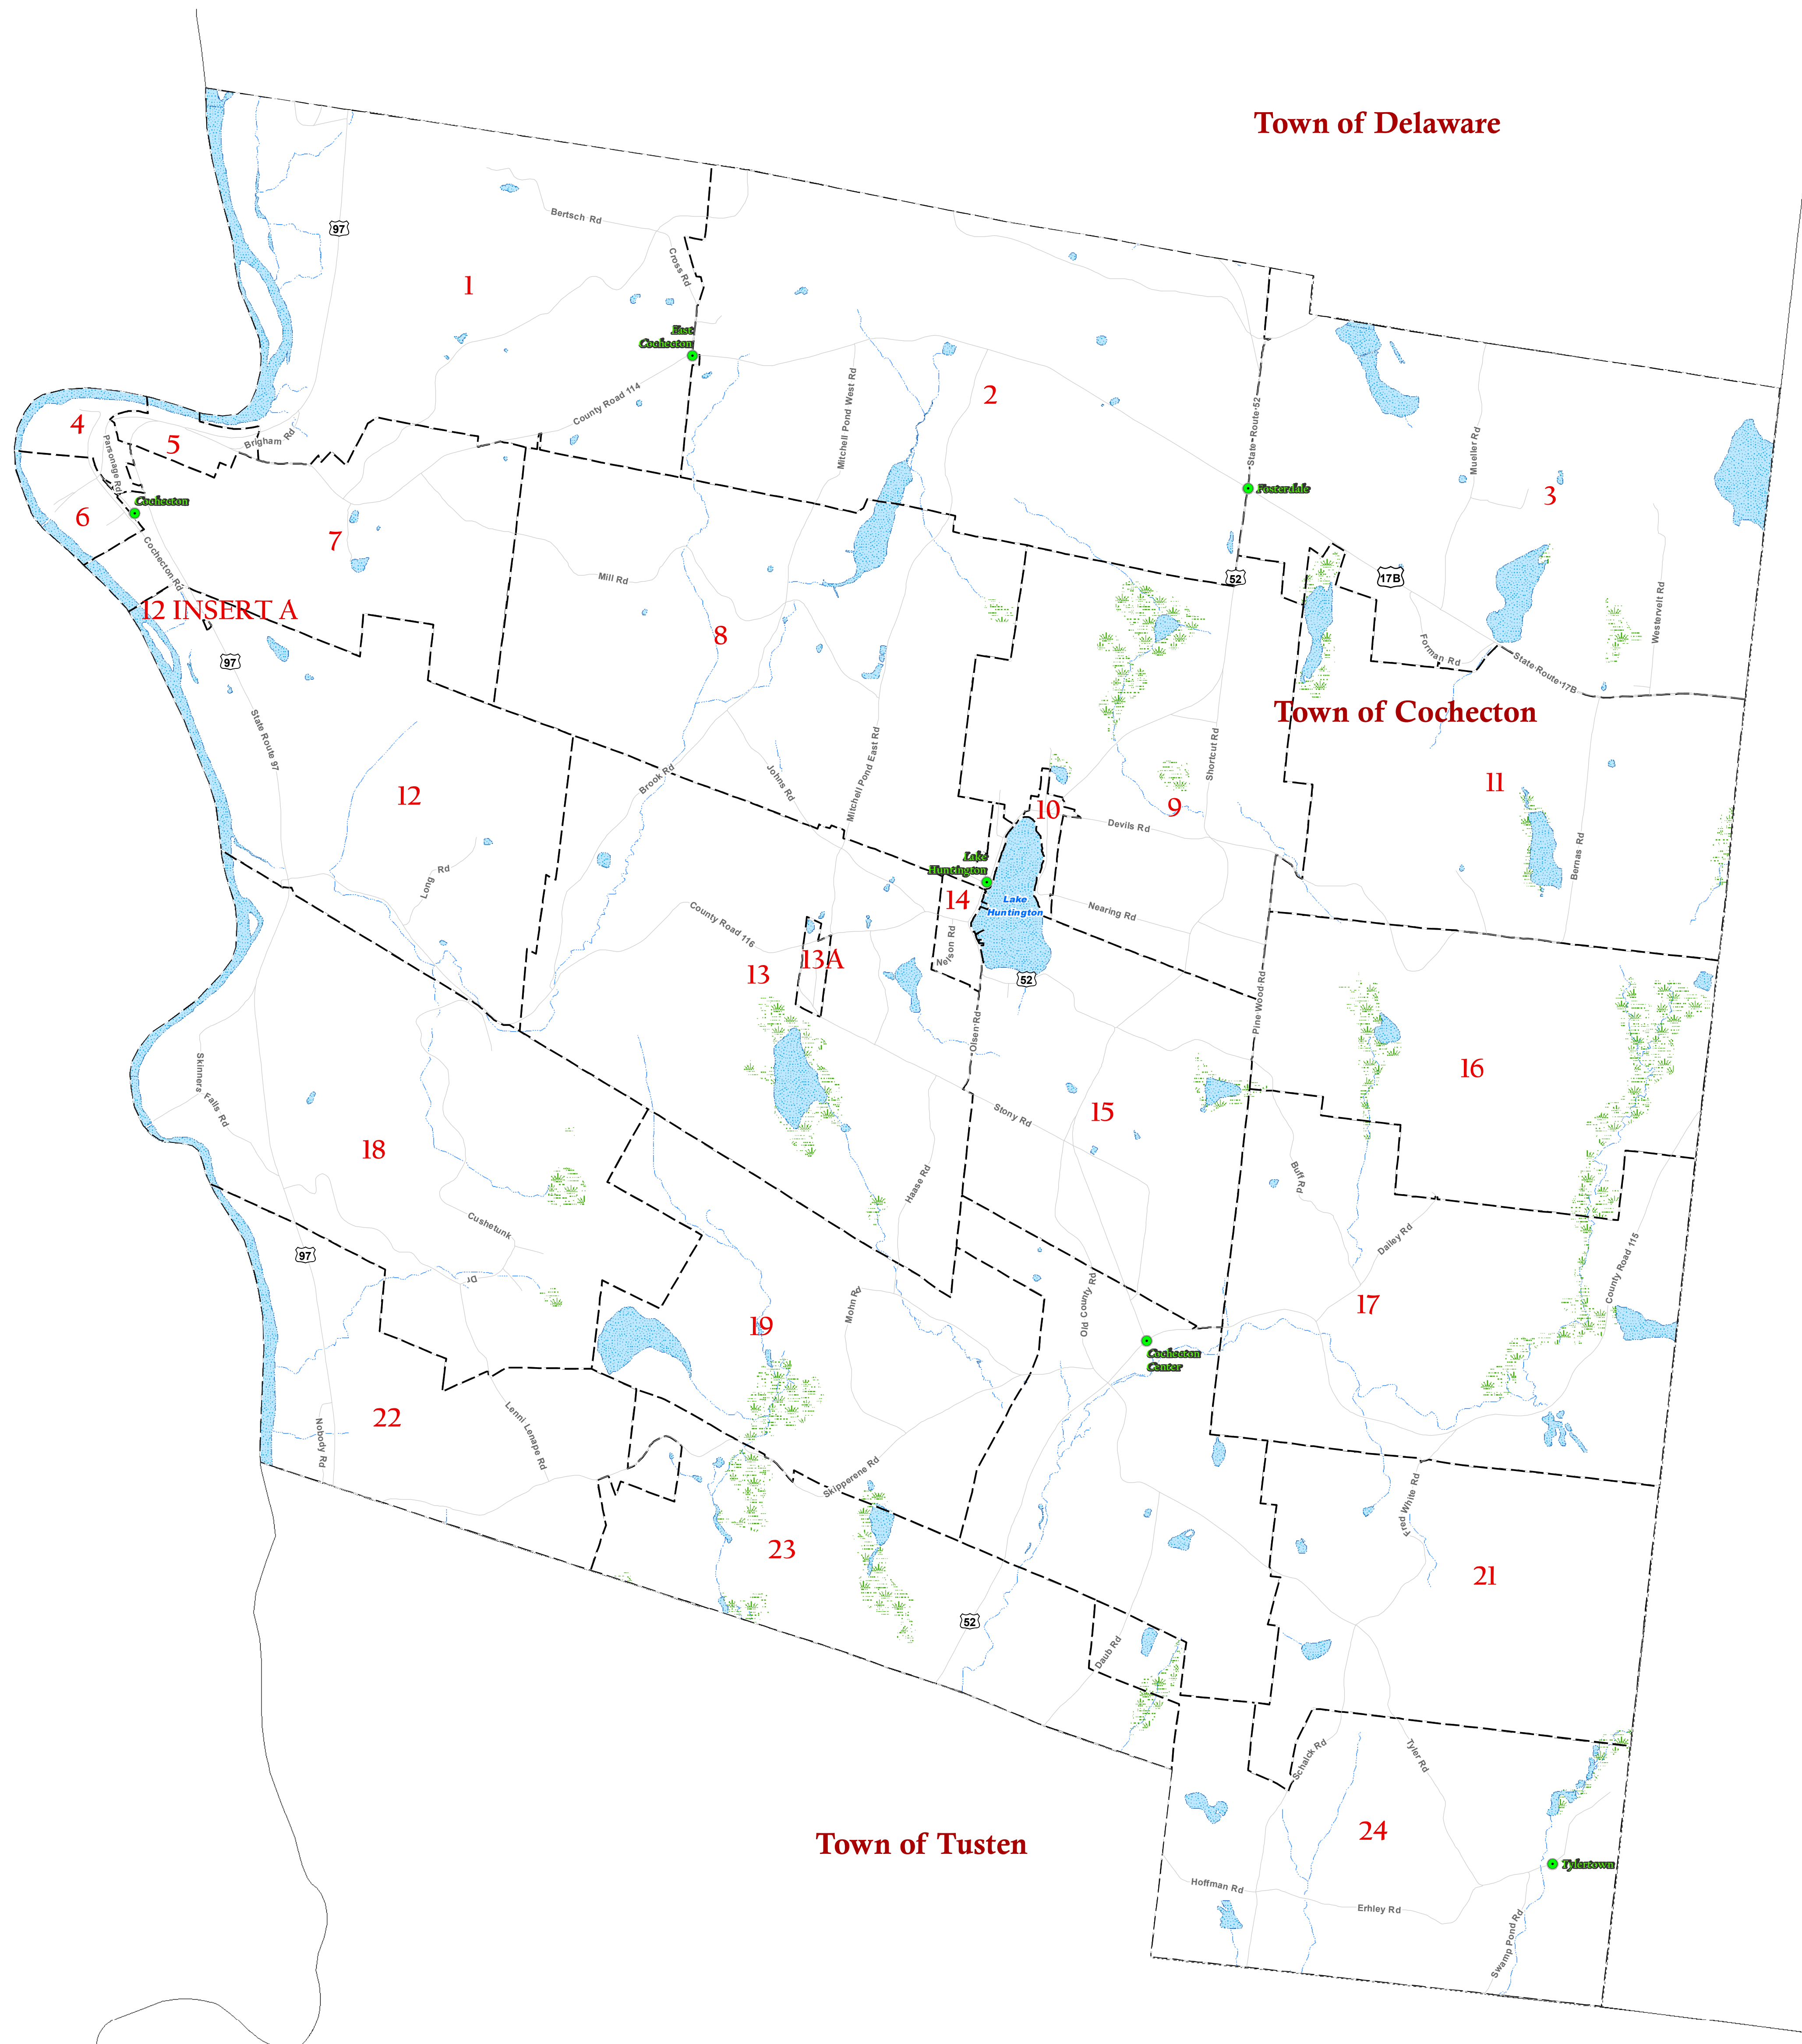 Town of Delaware
97
Bertsch Rd
Cross Rd
1
East
Cochecton
County Road 114
Mitchell Pond West Rd
2
State Route 52
Mueller Rd
4
5
Brigham Rd
Parsonage Rd
Cochecton
6
7
Fosterdale
3
Cochecton Rd
Mill Rd
52
17B
Westervelt Rd
12 INSERT A
8
Forman Rd
State Route 17B
97
Town of Cochecton
State Route 97
Brook Rd
Johns Rd
Mitchell Pond East Rd
Shortcut Rd
12
10
9
11
Devils Rd
Bernas Rd
Long Rd
Lake
Huntington
14
Lake
Huntington
Nearing Rd
County Road 116
Nelson Rd
13
13A
52
Pine Wood Rd
Olsen Rd
Skinners Falls Rd
16
15
Stony Rd
18
Haase Rd
Buff Rd
Cushetunk Dr
Dailey Rd
97
County Road 115
Mohn Rd
Old County Rd
19
17
Cochecton
Center
22
Nobody Rd
Lenni Lenape Rd
Skipperene Rd
Fred White Rd
23
21
52
Daub Rd
Schalck Rd
Tyler Rd
24
Town of Tusten
Tylertown
Hoffman Rd
Erhley Rd
Swamp Pond Rd